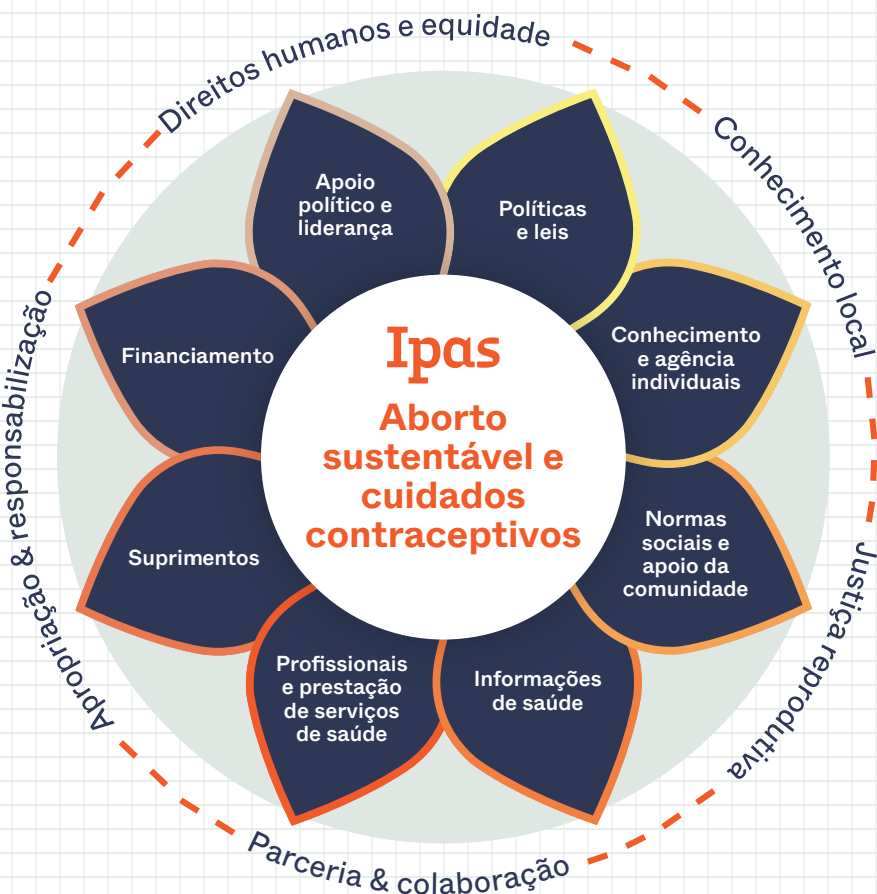 Direitos humanos e equidade
Conhecimento local
Justiça reprodutiva
Parceria & colaboração
Apropriação & responsabilização
Apoio
político e
liderança
Políticas
e leis
Conhecimento
e agência
individuais
Normas
sociais e
apoio da
comunidade
Informações
de saúde
Profissionais
e prestação
de serviços
de saúde
Suprimentos
Financiamento
Ipas
Aborto
sustentável e
cuidados
contraceptivos